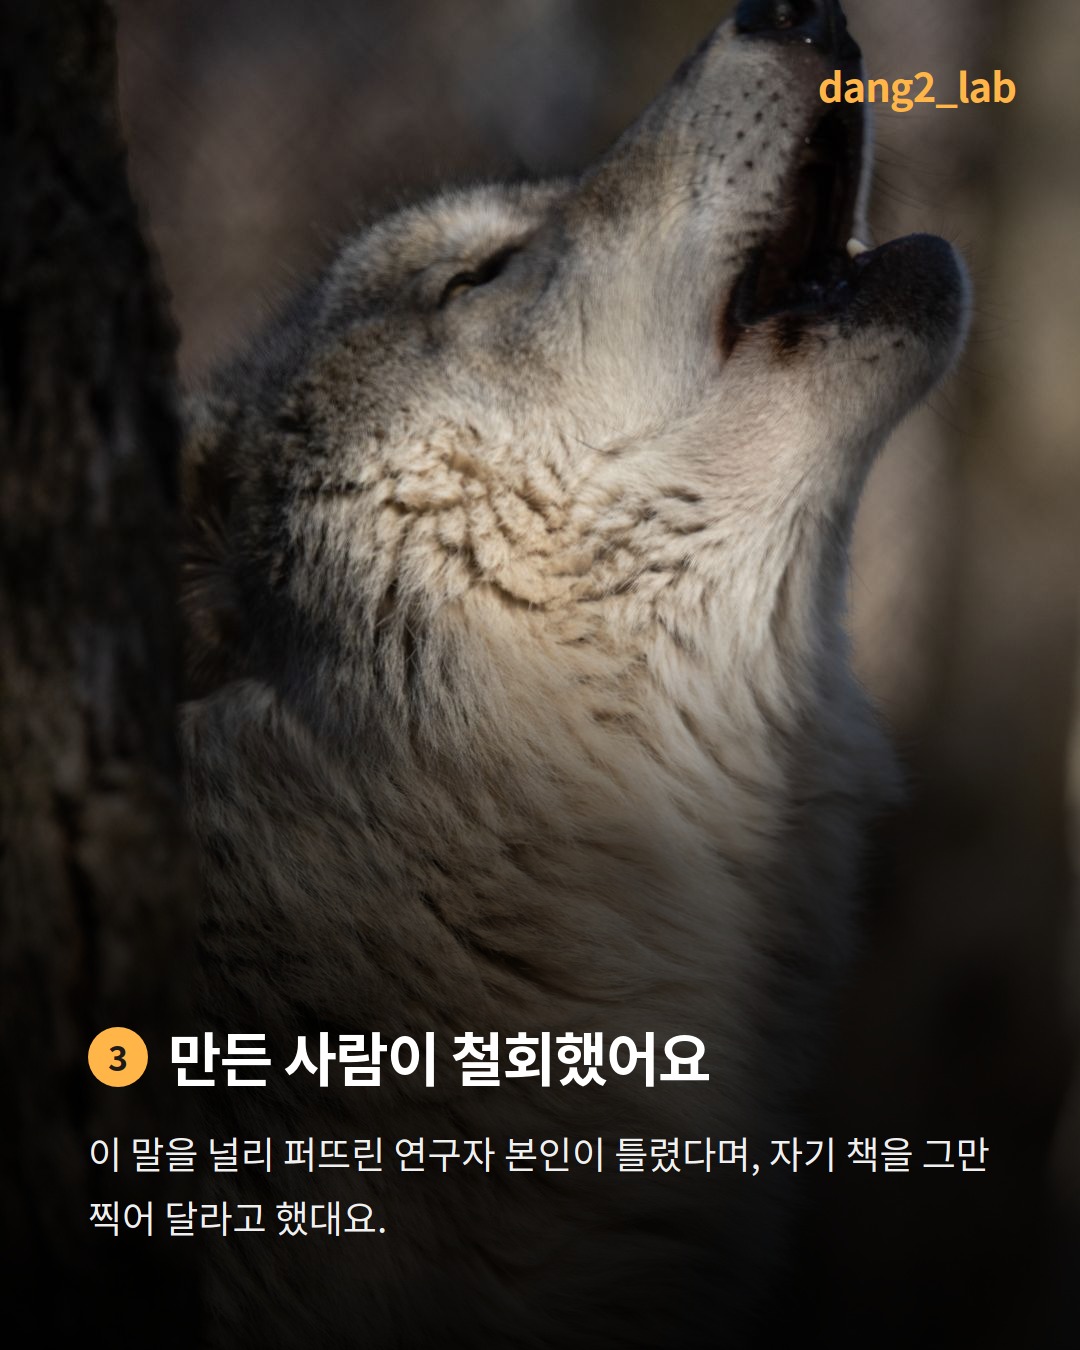 dang2_lab
3 만든 사람이 철회했어요
이 말을 널리 퍼뜨린 연구자 본인이 틀렸다며, 자기 책을 그만
찍어 달라고 했대요.